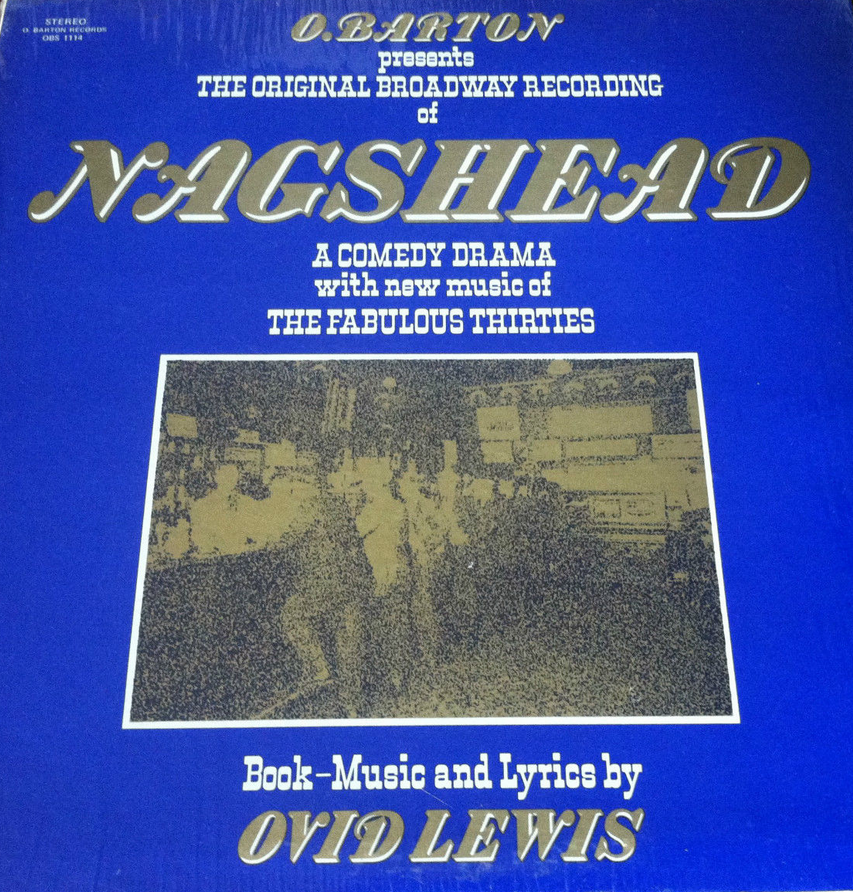 STEREO
O. BARTON RECORDS
OBS 1114
O. BARTON
presents
THE ORIGINAL BROADWAY RECORDING
of
NAGSHEAD
A COMEDY DRAMA
with new music of
THE FABULOUS THIRTIES
Book-Music and Lyrics by
OVID LEWIS